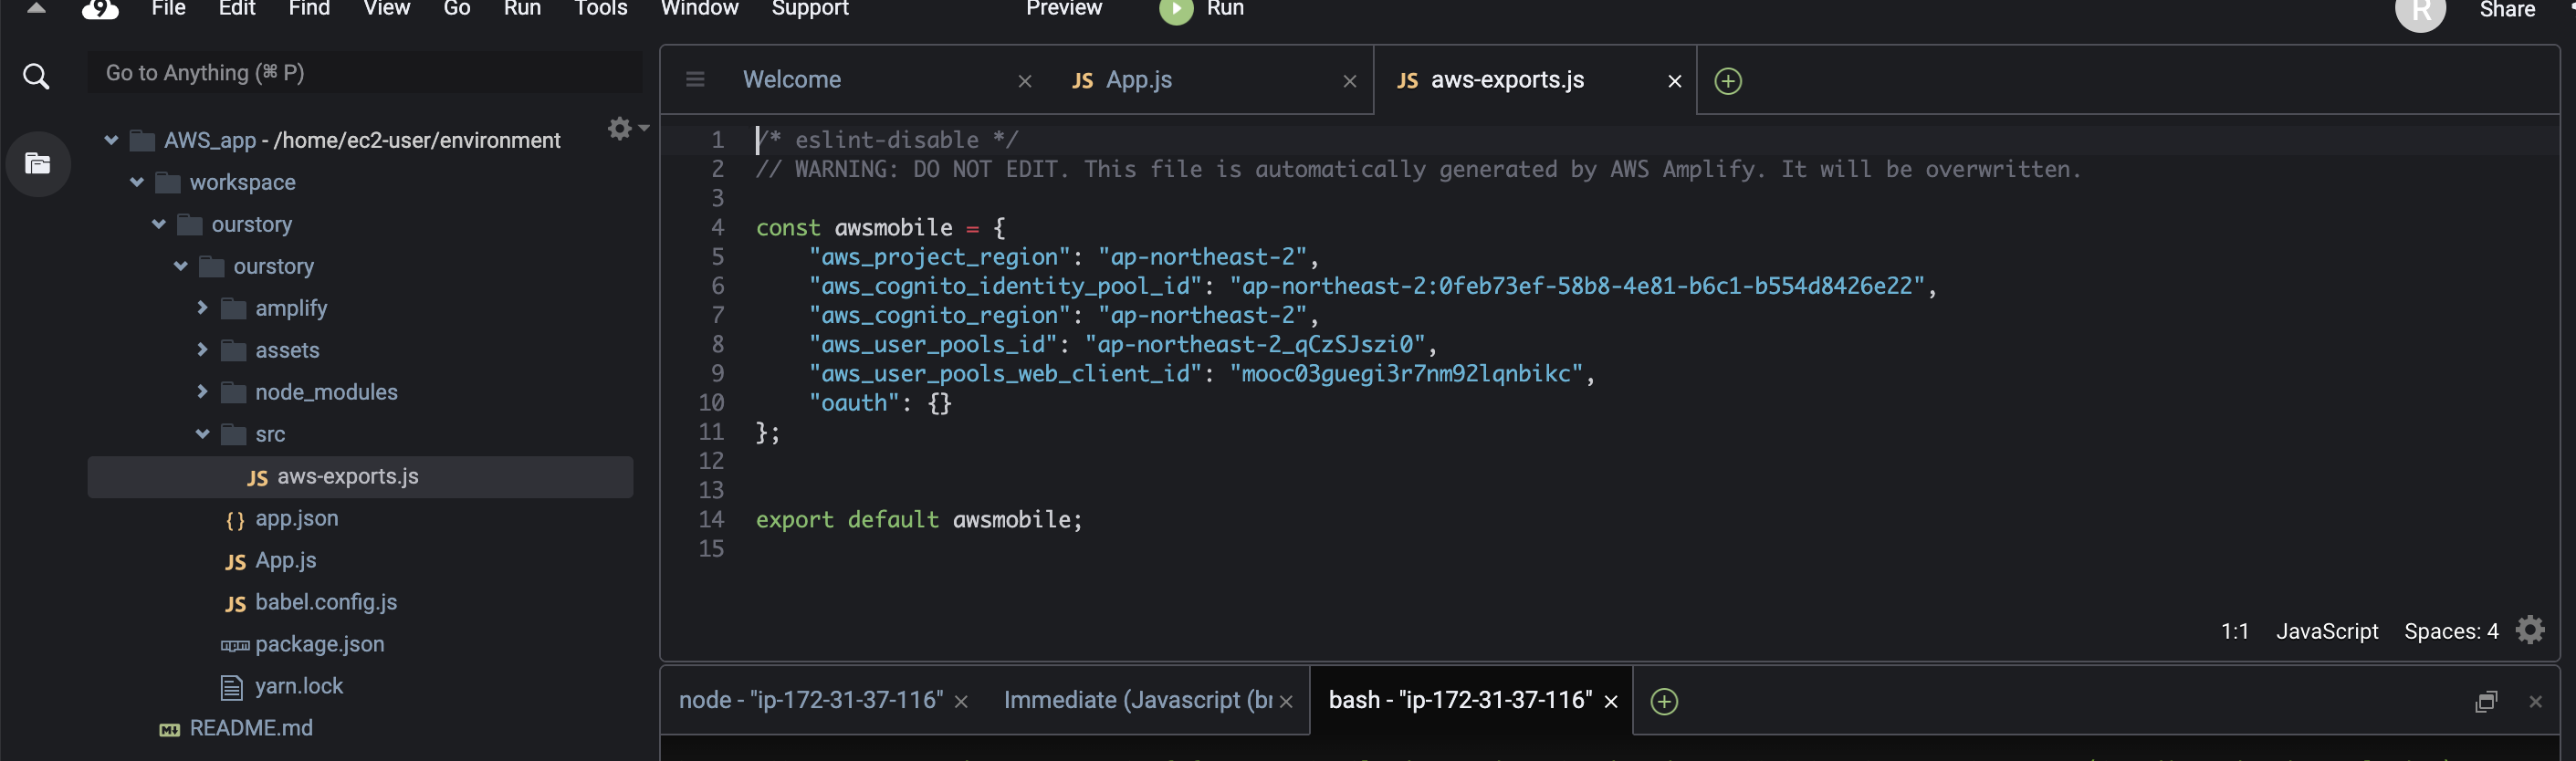 File Edit Find View Go Run Tools Window Support Preview Run R Share
Go to Anything (⌘ P)
AWS_app - /home/ec2-user/environment
workspace
ourstory
ourstory
amplify
assets
node_modules
src
JS aws-exports.js
{} app.json
JS App.js
JS babel.config.js
package.json
yarn.lock
README.md
Welcome × JS App.js × JS aws-exports.js ×
1 /* eslint-disable */
2 // WARNING: DO NOT EDIT. This file is automatically generated by AWS Amplify. It will be overwritten.
3
4 const awsmobile = {
5 "aws_project_region": "ap-northeast-2",
6 "aws_cognito_identity_pool_id": "ap-northeast-2:0feb73ef-58b8-4e81-b6c1-b554d8426e22",
7 "aws_cognito_region": "ap-northeast-2",
8 "aws_user_pools_id": "ap-northeast-2_qCzSJszi0",
9 "aws_user_pools_web_client_id": "mooc03guegi3r7nm92lqnbikc",
10 "oauth": {}
11 };
12
13
14 export default awsmobile;
15
1:1 JavaScript Spaces: 4
node - "ip-172-31-37-116" × Immediate (Javascript (br × bash - "ip-172-31-37-116" ×